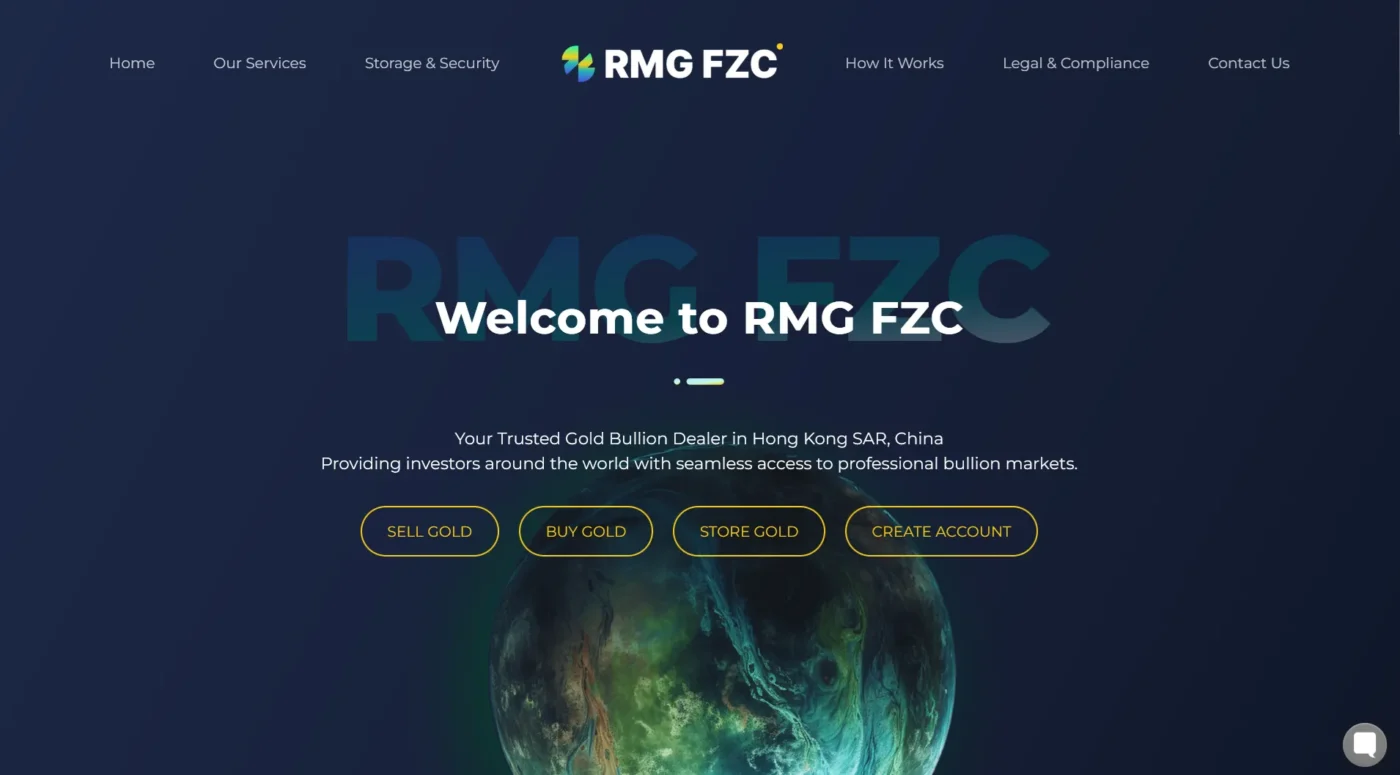 Home
Our Services
Storage & Security
RMG FZC
How It Works
Legal & Compliance
Contact Us
RMG FZC
Welcome to RMG FZC
Your Trusted Gold Bullion Dealer in Hong Kong SAR, China
Providing investors around the world with seamless access to professional bullion markets.
SELL GOLD
BUY GOLD
STORE GOLD
CREATE ACCOUNT